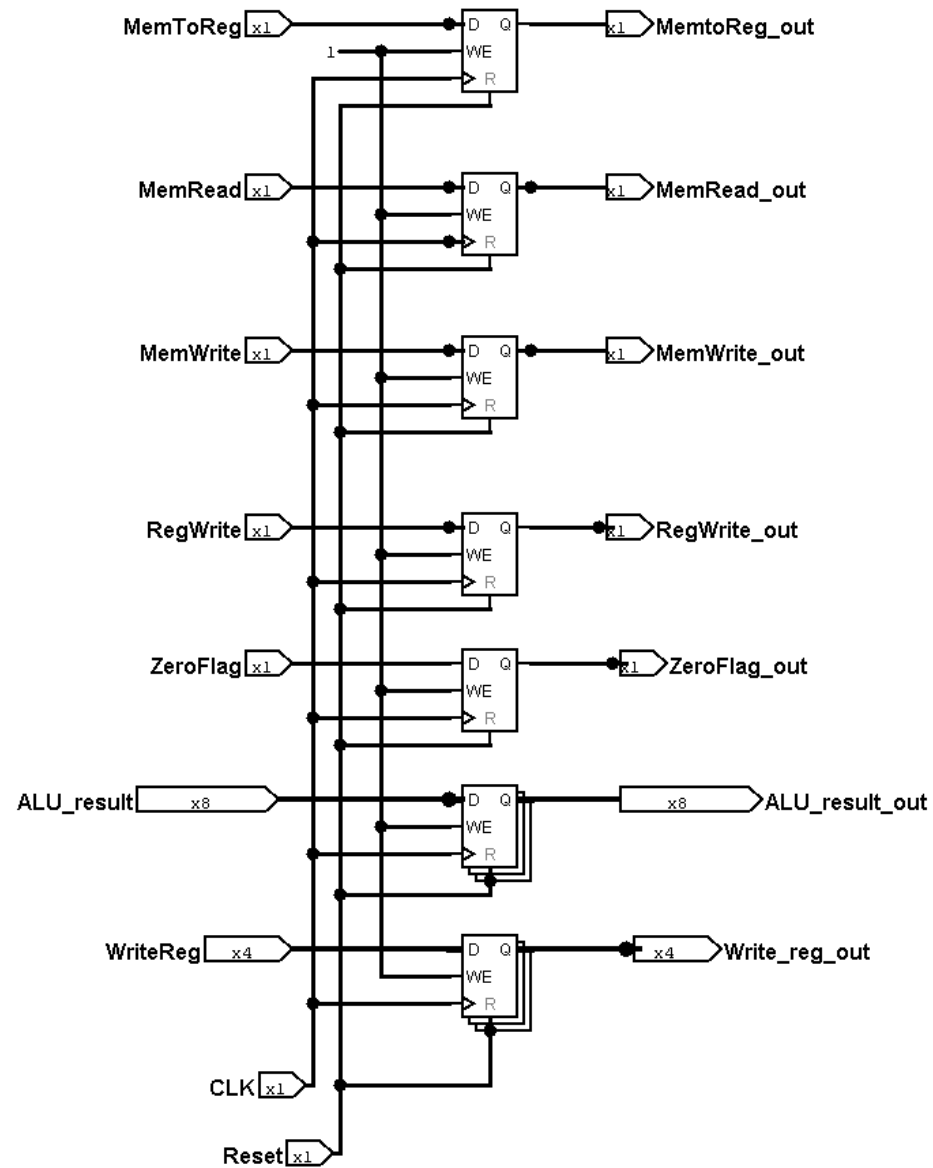 MemToReg x1 D Q x1 MemtoReg_out
1 WE
R
MemRead x1 D Q x1 MemRead_out
WE
R
MemWrite x1 D Q x1 MemWrite_out
WE
R
RegWrite x1 D Q x1 RegWrite_out
WE
R
ZeroFlag x1 D Q x1 ZeroFlag_out
WE
R
ALU_result x8 D Q x8 ALU_result_out
WE
R
WriteReg x4 D Q x4 Write_reg_out
WE
R
CLK x1
Reset x1